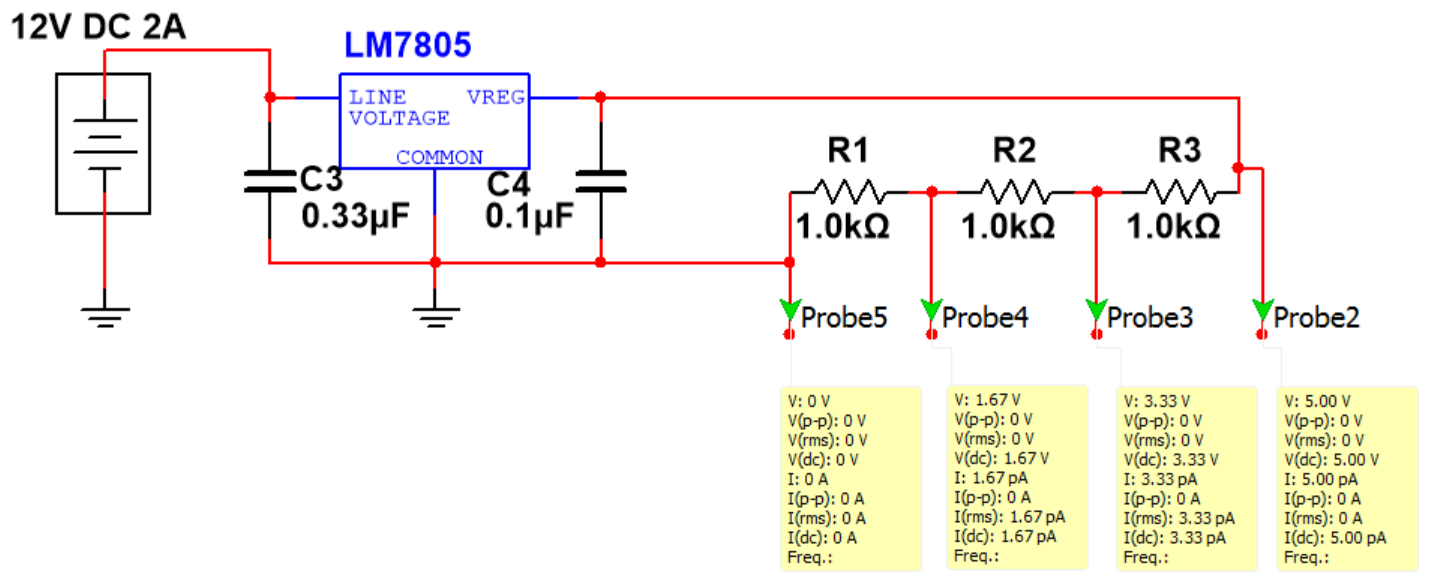 12V DC 2A
LM7805
LINE VREG
VOLTAGE
COMMON
C3
0.33µF
C4
0.1µF
R1
1.0kΩ
R2
1.0kΩ
R3
1.0kΩ
Probe5
Probe4
Probe3
Probe2
V: 0 V
V(p-p): 0 V
V(rms): 0 V
V(dc): 0 V
I: 0 A
I(p-p): 0 A
I(rms): 0 A
I(dc): 0 A
Freq.:
V: 1.67 V
V(p-p): 0 V
V(rms): 0 V
V(dc): 1.67 V
I: 1.67 pA
I(p-p): 0 A
I(rms): 1.67 pA
I(dc): 1.67 pA
Freq.:
V: 3.33 V
V(p-p): 0 V
V(rms): 0 V
V(dc): 3.33 V
I: 3.33 pA
I(p-p): 0 A
I(rms): 3.33 pA
I(dc): 3.33 pA
Freq.:
V: 5.00 V
V(p-p): 0 V
V(rms): 0 V
V(dc): 5.00 V
I: 5.00 pA
I(p-p): 0 A
I(rms): 0 A
I(dc): 5.00 pA
Freq.: